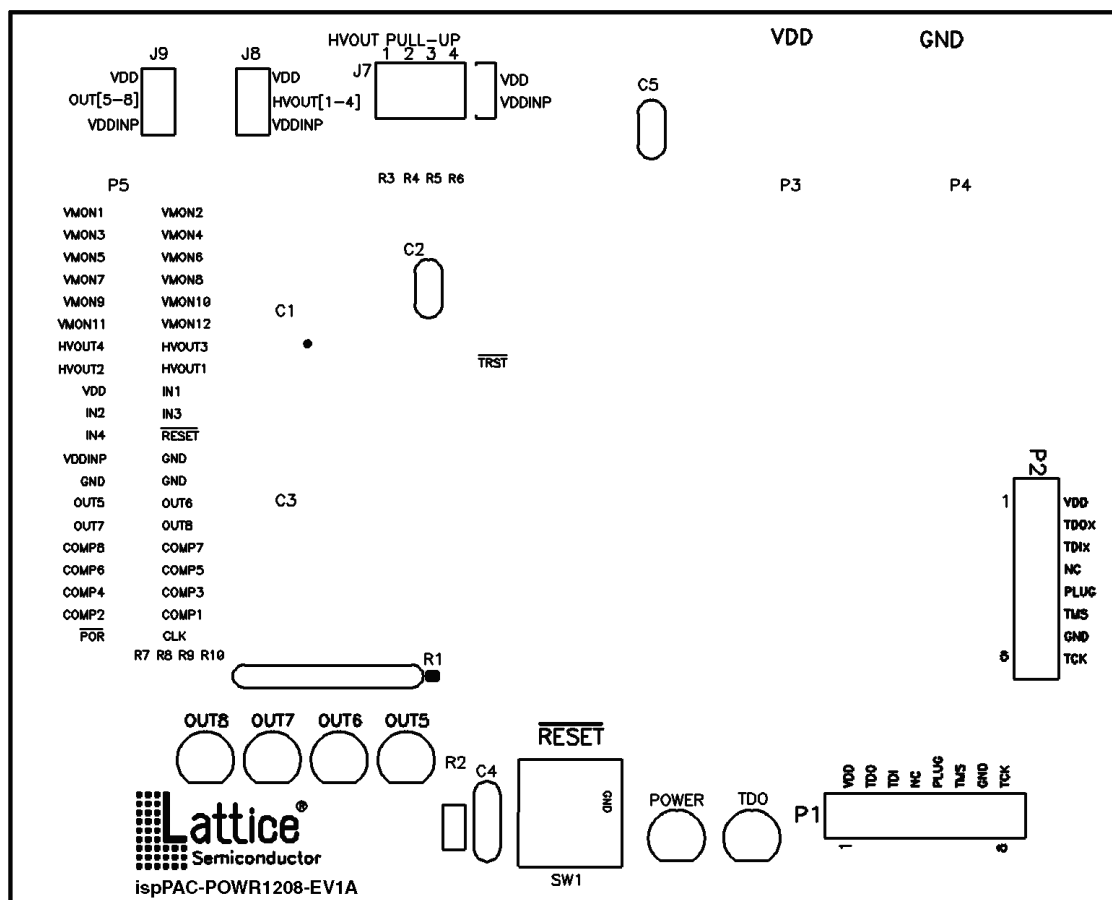 HVOUT PULL-UP
VDD GND
J9 J8 J7 1 2 3 4
VDD VDD VDD
OUT[5-8] HVOUT[1-4] VDDINP
VDDINP VDDINP
C5
R3 R4 R5 R6
P5 P3 P4
VMON1 VMON2
VMON3 VMON4
VMON5 VMON6
VMON7 VMON8
VMON9 VMON10
VMON11 VMON12
HVOUT4 HVOUT3
HVOUT2 HVOUT1
VDD IN1
IN2 IN3
IN4 RESET
VDDINP GND
GND GND
OUT5 OUT6
OUT7 OUT8
COMP8 COMP7
COMP6 COMP5
COMP4 COMP3
COMP2 COMP1
POR CLK
C2
C1
TRST
C3
P2
1 VDD
TDOX
TDIX
NC
PLUG
TMS
GND
8 TCK
R7 R8 R9 R10
R1
OUT8 OUT7 OUT6 OUT5
RESET
R2 C4
GND
SW1
POWER TDO
VDD TDO TDI NC PLUG TMS GND TCK
P1
1 8
Lattice®
Semiconductor
ispPAC-POWR1208-EV1A